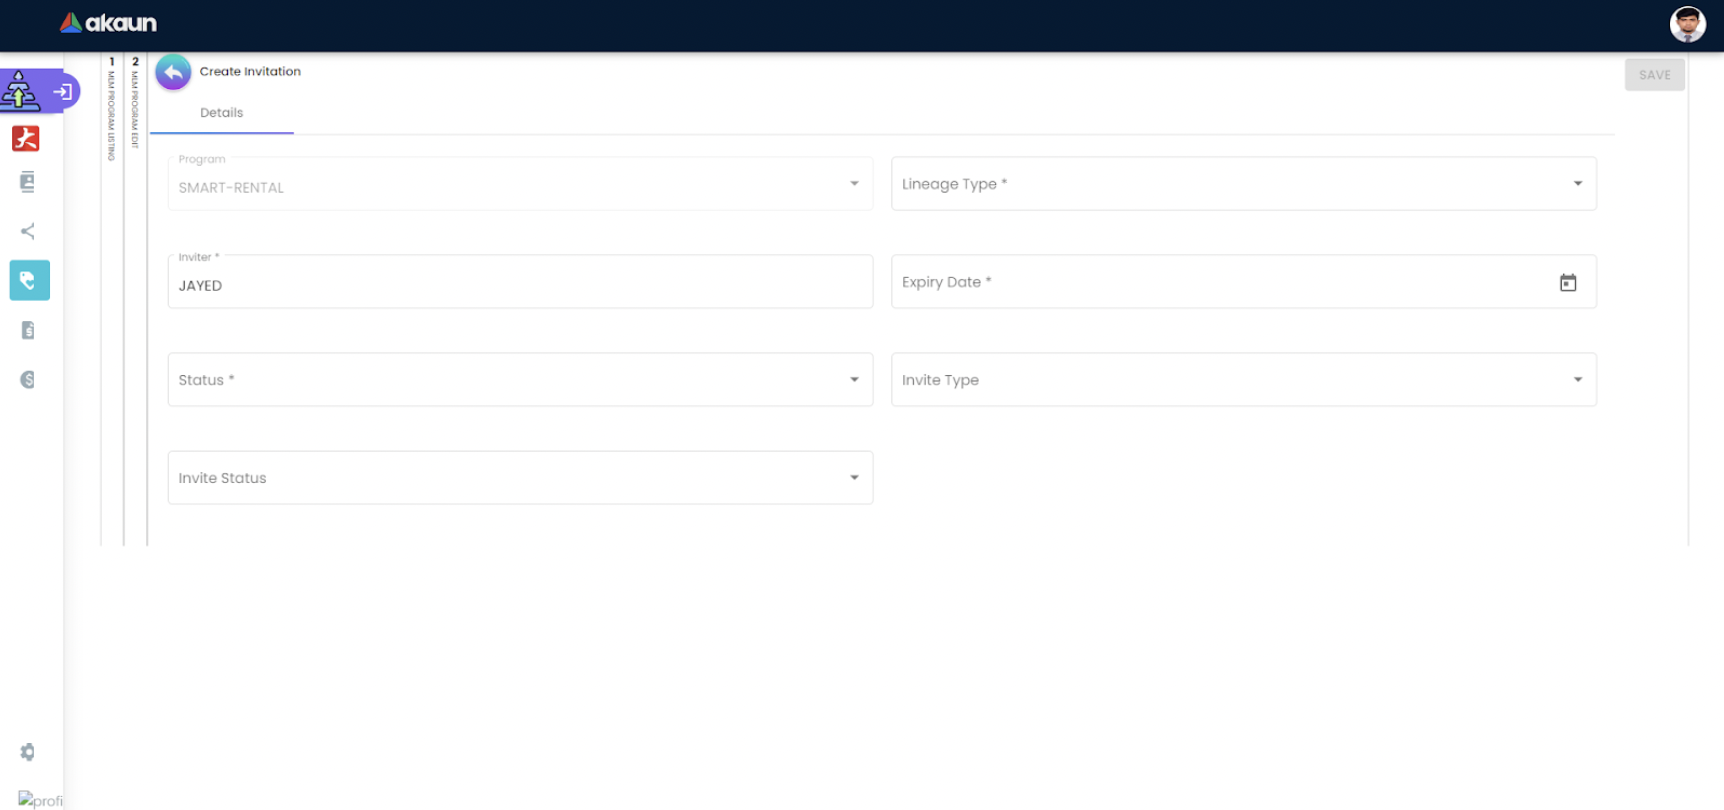 akaun
1
MLM PROGRAM LISTING
2
MLM PROGRAM EDIT
Create Invitation
SAVE
Details
Program
SMART-RENTAL
Lineage Type *
Inviter *
JAYED
Expiry Date *
Status *
Invite Type
Invite Status
profi